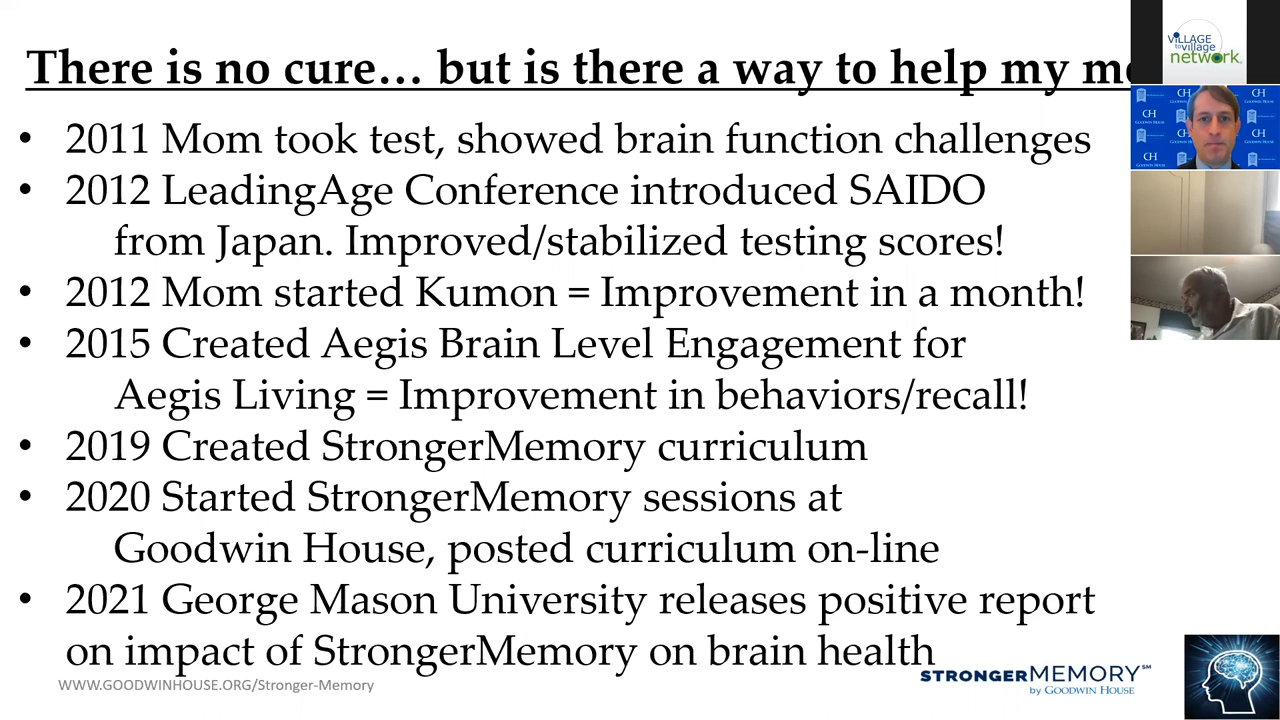 There is no cure… but is there a way to help my
• 2011 Mom took test, showed brain function challenges
• 2012 LeadingAge Conference introduced SAIDO
from Japan. Improved/stabilized testing scores!
• 2012 Mom started Kumon = Improvement in a month!
• 2015 Created Aegis Brain Level Engagement for
Aegis Living = Improvement in behaviors/recall!
• 2019 Created StrongerMemory curriculum
• 2020 Started StrongerMemory sessions at
Goodwin House, posted curriculum on-line
• 2021 George Mason University releases positive report
on impact of StrongerMemory on brain health
WWW.GOODWINHOUSE.ORG/Stronger-Memory
STRONGERMEMORY℠
by GOODWIN HOUSE
VILLAGE
to village
network.
GH
GOODWIN HOUSE